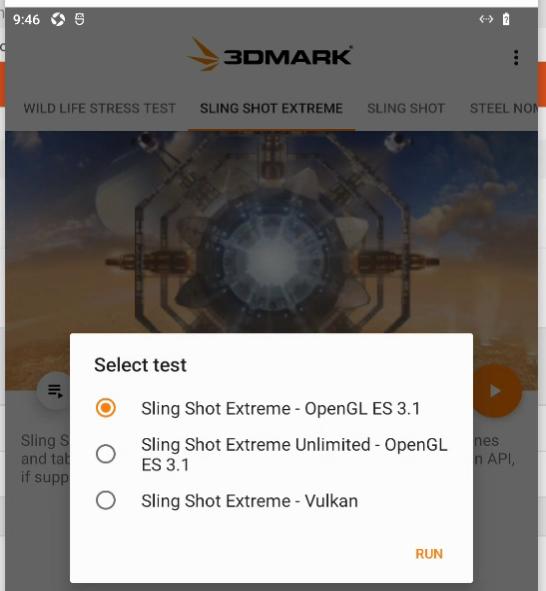 9:46
3DMARK
WILD LIFE STRESS TEST SLING SHOT EXTREME SLING SHOT STEEL NO
Select test
Sling Shot Extreme - OpenGL ES 3.1
Sling Shot Extreme Unlimited - OpenGL
ES 3.1
Sling Shot Extreme - Vulkan
Sling S
nes
and tab
n API,
if supp
RUN